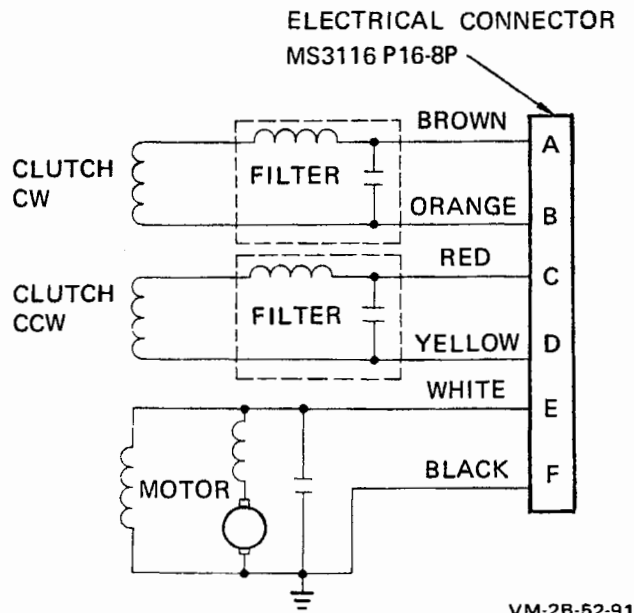 ELECTRICAL CONNECTOR
MS3116 P16-8P
BROWN
A
CLUTCH
CW
FILTER
ORANGE
B
RED
C
CLUTCH
CCW
FILTER
YELLOW
D
WHITE
E
MOTOR
BLACK
F
VM-2B-52-91